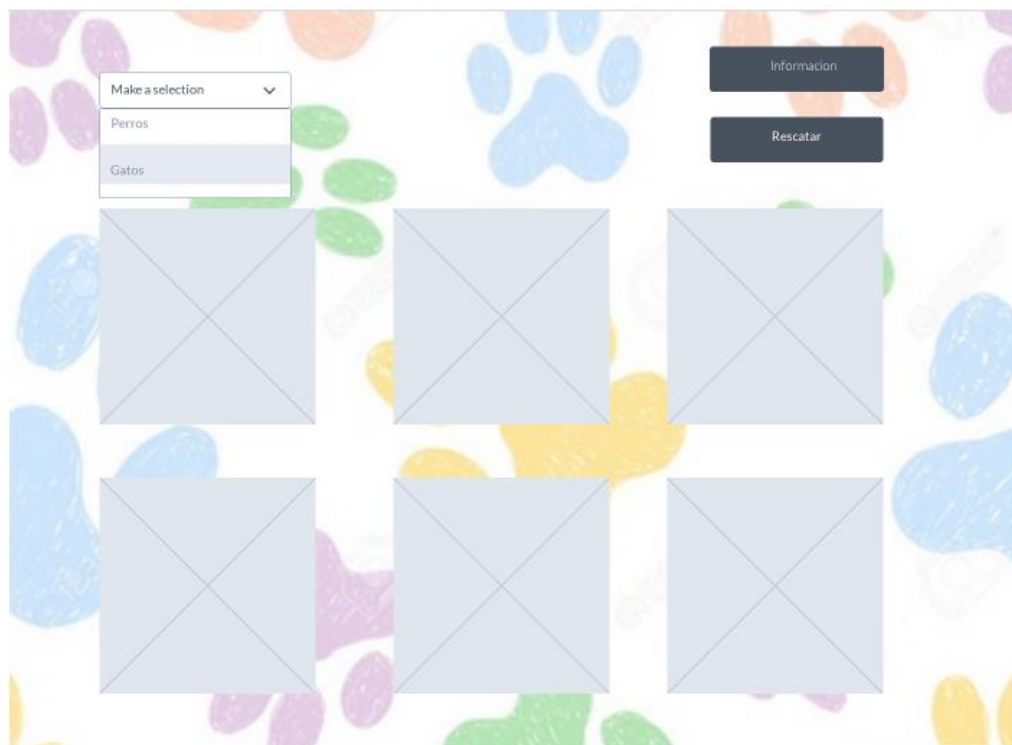 Make a selection
Perros
Gatos
Informacion
Rescatar